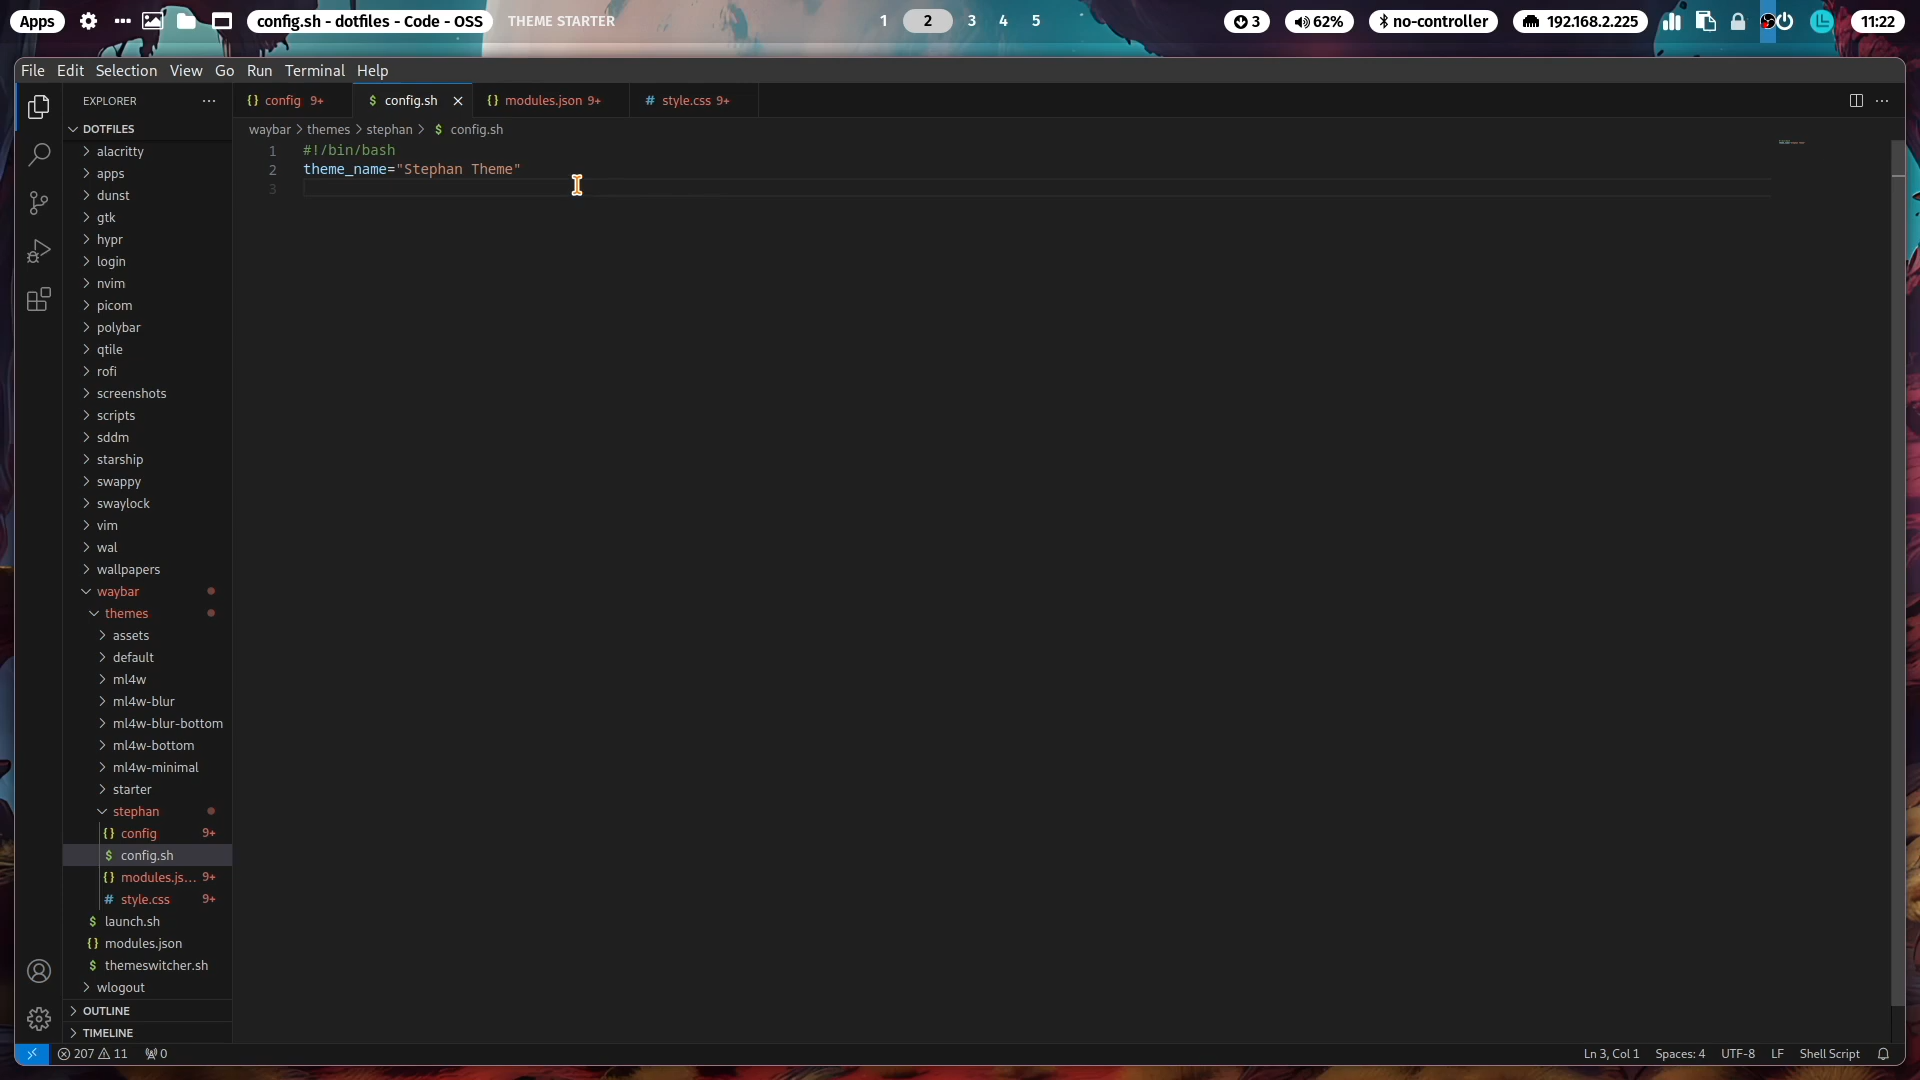 Apps
config.sh - dotfiles - Code - OSS
THEME STARTER
1 2 3 4 5
3
62%
no-controller
192.168.2.225
11:22
File Edit Selection View Go Run Terminal Help
EXPLORER
config 9+
config.sh
modules.json 9+
style.css 9+
DOTFILES
waybar > themes > stephan > $ config.sh
1 #!/bin/bash
2 theme_name="Stephan Theme"
3
alacritty
apps
dunst
gtk
hypr
login
nvim
picom
polybar
qtile
rofi
screenshots
scripts
sddm
starship
swappy
swaylock
vim
wal
wallpapers
waybar
themes
assets
default
ml4w
ml4w-blur
ml4w-blur-bottom
ml4w-bottom
ml4w-minimal
starter
stephan
{} config 9+
$ config.sh
{} modules.js... 9+
# style.css 9+
$ launch.sh
{} modules.json
$ themeswitcher.sh
wlogout
OUTLINE
TIMELINE
207 11 0
Ln 3, Col 1 Spaces: 4 UTF-8 LF Shell Script